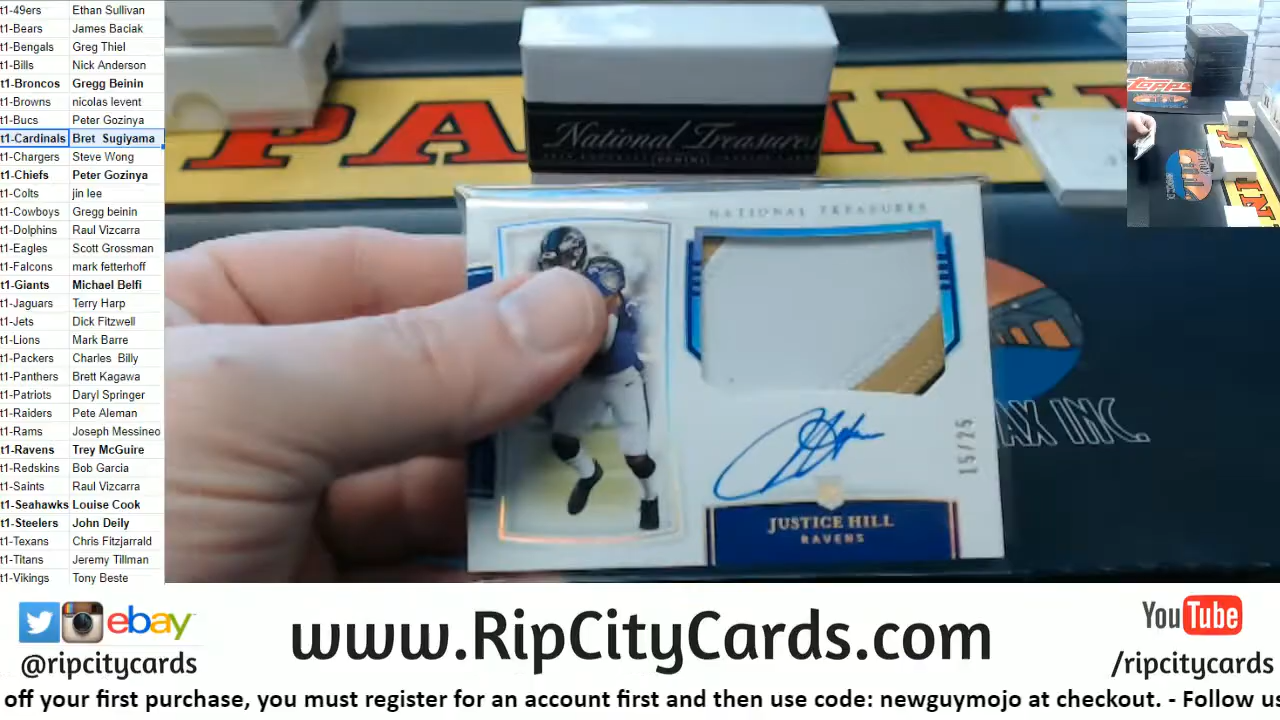 t1-49ers Ethan Sullivan
t1-Bears James Baciak
t1-Bengals Greg Thiel
t1-Bills Nick Anderson
t1-Broncos Gregg Beinin
t1-Browns nicolas levent
t1-Bucs Peter Gozinya
t1-Cardinals Bret Sugiyama
t1-Chargers Steve Wong
t1-Chiefs Peter Gozinya
t1-Colts jin lee
t1-Cowboys Gregg beinin
t1-Dolphins Raul Vizcarra
t1-Eagles Scott Grossman
t1-Falcons mark fetterhoff
t1-Giants Michael Belfi
t1-Jaguars Terry Harp
t1-Jets Dick Fitzwell
t1-Lions Mark Barre
t1-Packers Charles Billy
t1-Panthers Brett Kagawa
t1-Patriots Daryl Springer
t1-Raiders Pete Aleman
t1-Rams Joseph Messineo
t1-Ravens Trey McGuire
t1-Redskins Bob Garcia
t1-Saints Raul Vizcarra
t1-Seahawks Louise Cook
t1-Steelers John Deily
t1-Texans Chris Fitzjarrald
t1-Titans Jeremy Tillman
t1-Vikings Tony Beste
PANINI
National Treasures
PANINI
topps
NATIONAL TREASURES
15/25
JUSTICE HILL
RAVENS
AX INC.
ebay
@ripcitycards
www.RipCityCards.com
YouTube
/ripcitycards
off your first purchase, you must register for an account first and then use code: newguymojo at checkout. - Follow us